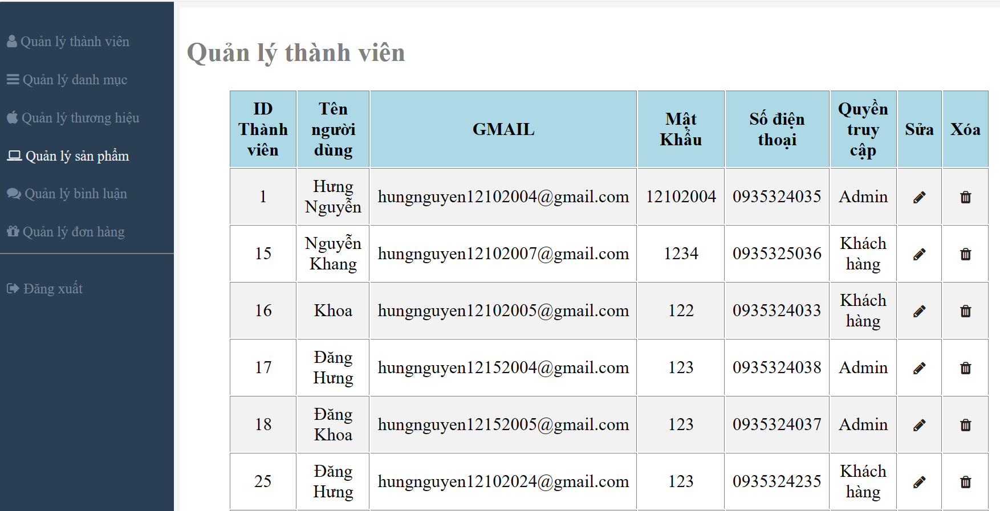 Quản lý thành viên
Quản lý danh mục
Quản lý thương hiệu
Quản lý sản phẩm
Quản lý bình luận
Quản lý đơn hàng
Đăng xuất
Quản lý thành viên
ID Thành viên Tên người dùng GMAIL Mật Khẩu Số điện thoại Quyền truy cập Sửa Xóa
1 Hưng Nguyễn hungnguyen12102004@gmail.com 12102004 0935324035 Admin
15 Nguyễn Khang hungnguyen12102007@gmail.com 1234 0935325036 Khách hàng
16 Khoa hungnguyen12102005@gmail.com 122 0935324033 Khách hàng
17 Đăng Hưng hungnguyen12152004@gmail.com 123 0935324038 Admin
18 Đăng Khoa hungnguyen12152005@gmail.com 123 0935324037 Admin
25 Đăng Hưng hungnguyen12102024@gmail.com 123 0935324235 Khách hàng